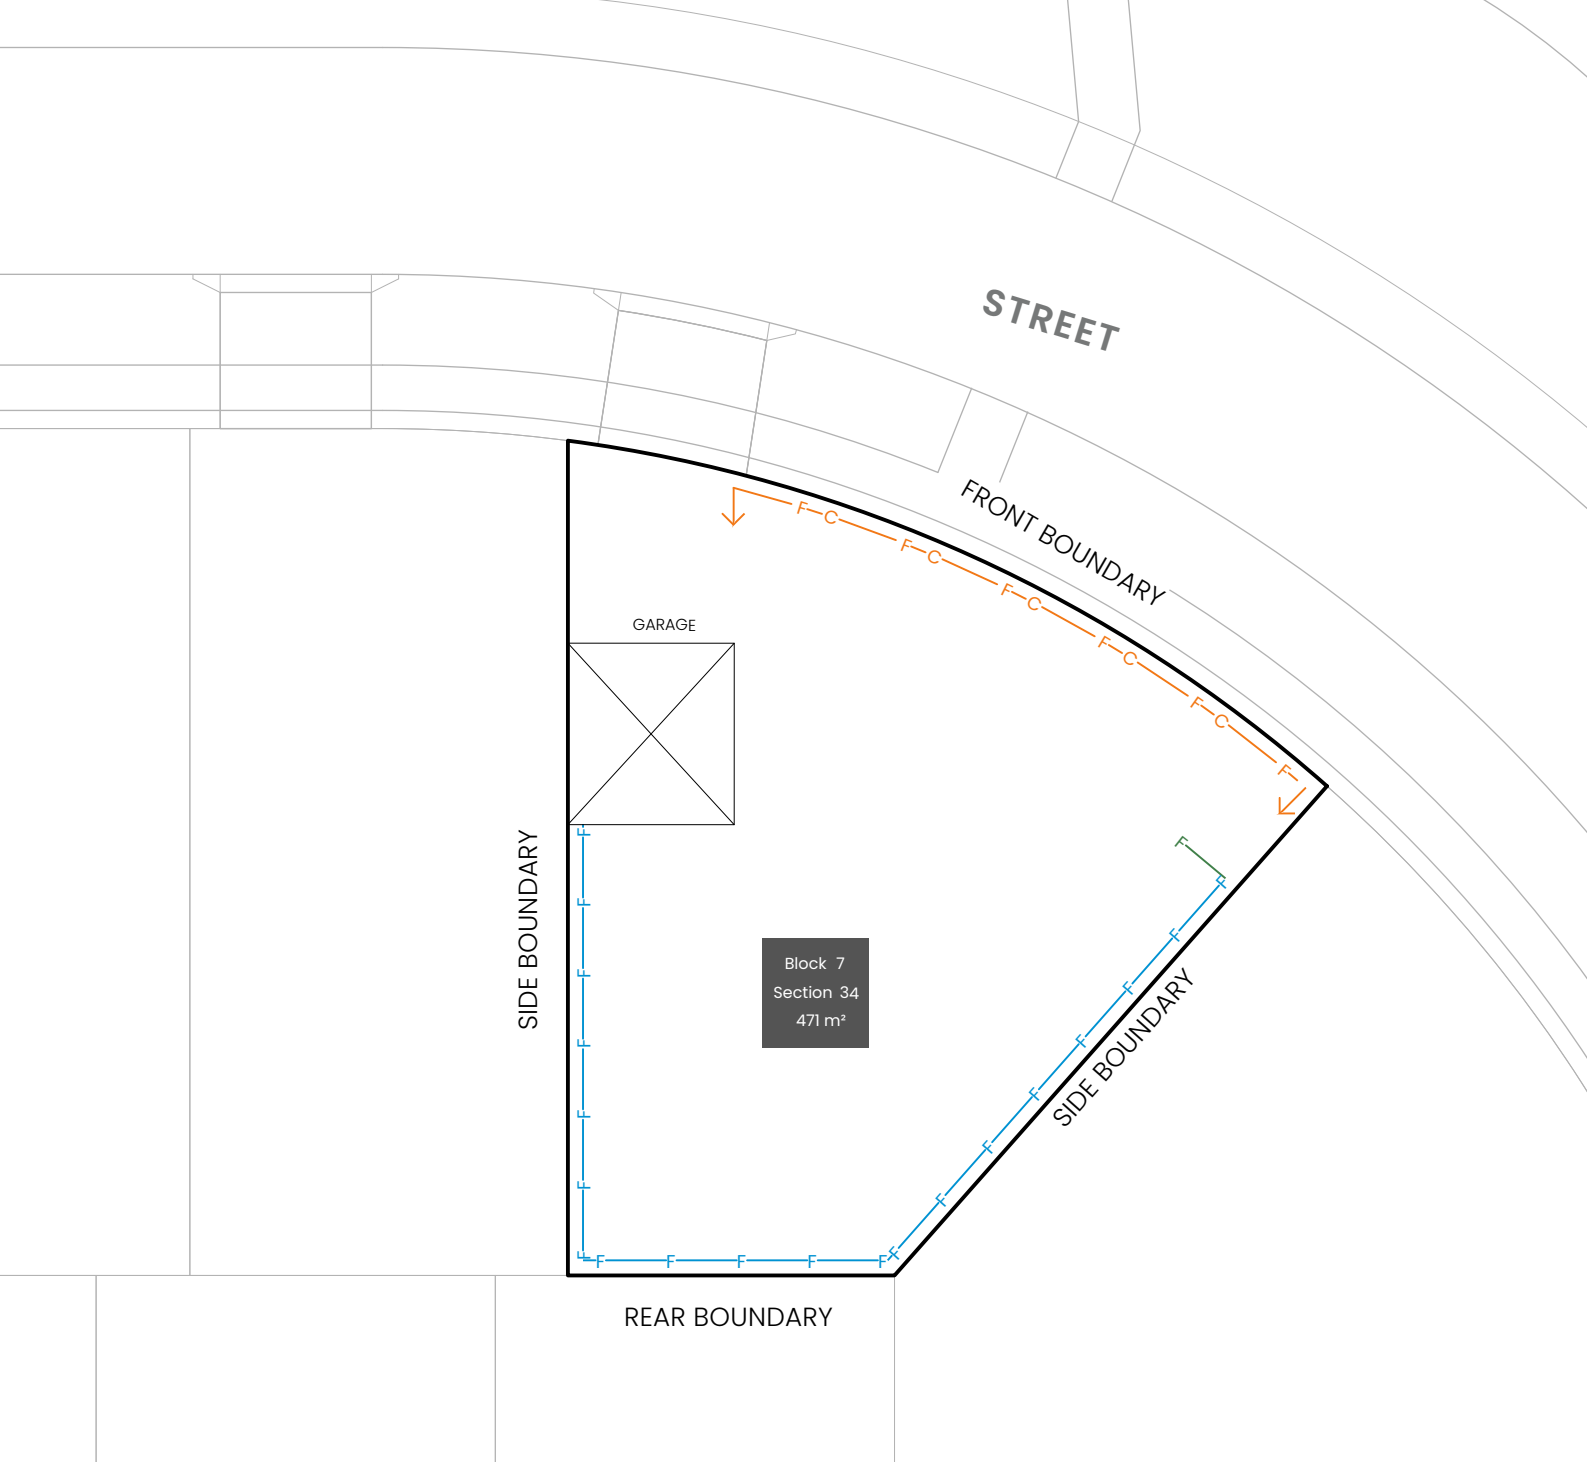 STREET
FRONT BOUNDARY
F C F C F C F C F C F
GARAGE
F
SIDE BOUNDARY
F F F F F F F
Block 7
Section 34
471 m²
F F F F F F F F
SIDE BOUNDARY
F F F F F
REAR BOUNDARY